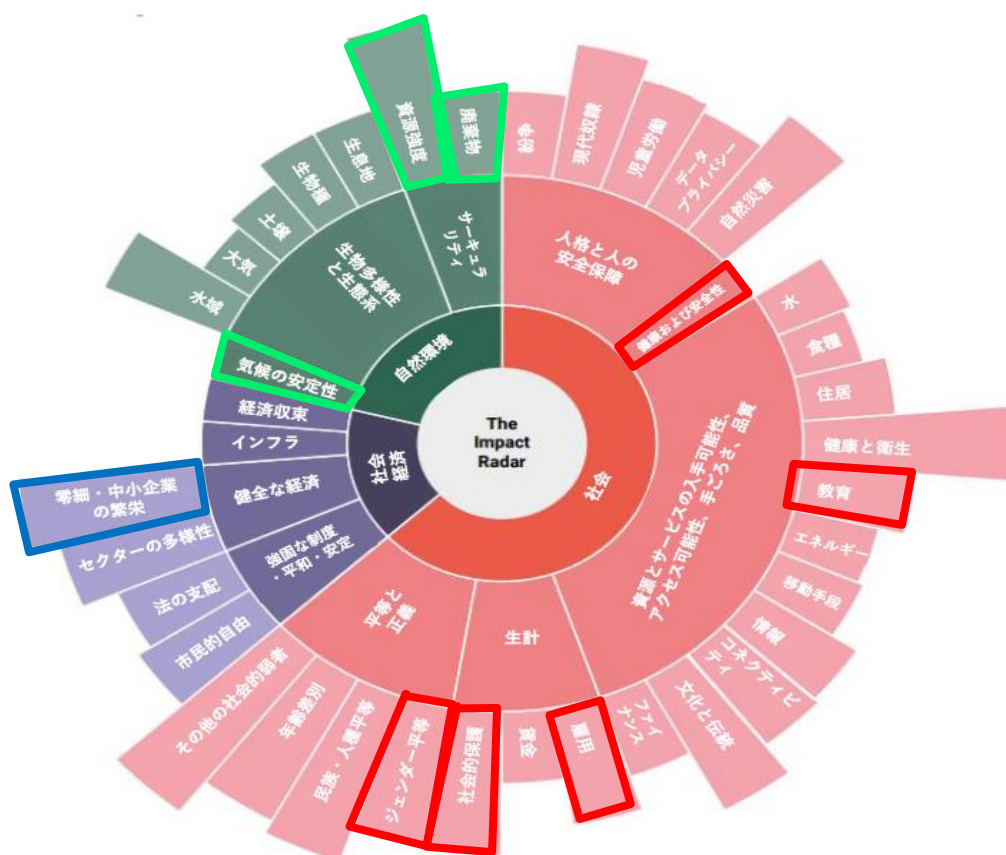 The
Impact
Radar
社会
人格と人の
安全保障
紛争
現代奴隷
児童労働
データ
プライバシー
自然災害
健康および安全性
資源とサービスの入手可能性、
アクセス可能性、手ごろさ、品質
水
食糧
住居
健康と衛生
教育
エネルギー
移動手段
情報
コネクティビ
ティ
文化と伝統
ファイ
ナンス
生計
雇用
賃金
社会的保護
平等と
正義
ジェンダー平等
民族・人種平等
年齢差別
その他の社会的弱者
社会
経済
強固な制度
・平和・安定
市民的自由
法の支配
健全な経済
セクターの多様性
零細・中小企業
の繁栄
インフラ
経済収束
自然環境
気候の安定性
生物多様性
と生態系
水域
大気
土壌
生物種
生息地
サーキュラ
リティ
資源強度
廃棄物